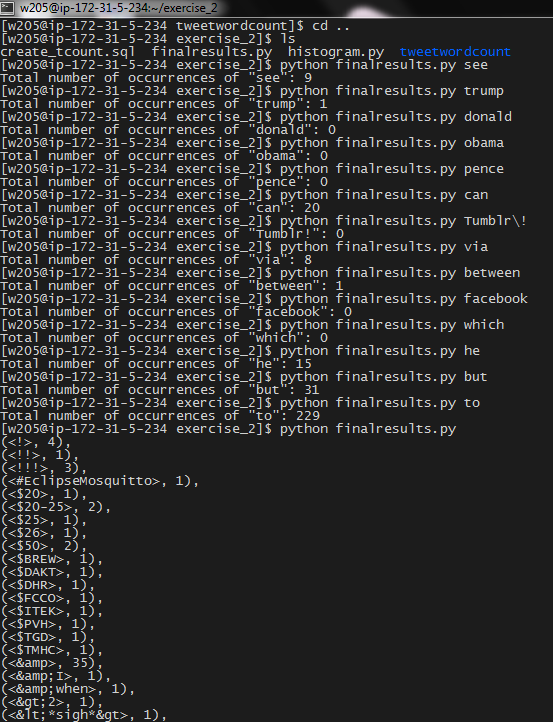 w205@ip-172-31-5-234:~/exercise_2
[w205@ip-172-31-5-234 tweetwordcount]$ cd ..
[w205@ip-172-31-5-234 exercise_2]$ ls
create_tcount.sql  finalresults.py  histogram.py  tweetwordcount
[w205@ip-172-31-5-234 exercise_2]$ python finalresults.py see
Total number of occurrences of "see": 9
[w205@ip-172-31-5-234 exercise_2]$ python finalresults.py trump
Total number of occurrences of "trump": 1
[w205@ip-172-31-5-234 exercise_2]$ python finalresults.py donald
Total number of occurrences of "donald": 0
[w205@ip-172-31-5-234 exercise_2]$ python finalresults.py obama
Total number of occurrences of "obama": 0
[w205@ip-172-31-5-234 exercise_2]$ python finalresults.py pence
Total number of occurrences of "pence": 0
[w205@ip-172-31-5-234 exercise_2]$ python finalresults.py can
Total number of occurrences of "can": 20
[w205@ip-172-31-5-234 exercise_2]$ python finalresults.py Tumblr\!
Total number of occurrences of "Tumblr!": 0
[w205@ip-172-31-5-234 exercise_2]$ python finalresults.py via
Total number of occurrences of "via": 8
[w205@ip-172-31-5-234 exercise_2]$ python finalresults.py between
Total number of occurrences of "between": 1
[w205@ip-172-31-5-234 exercise_2]$ python finalresults.py facebook
Total number of occurrences of "facebook": 0
[w205@ip-172-31-5-234 exercise_2]$ python finalresults.py which
Total number of occurrences of "which": 0
[w205@ip-172-31-5-234 exercise_2]$ python finalresults.py he
Total number of occurrences of "he": 15
[w205@ip-172-31-5-234 exercise_2]$ python finalresults.py but
Total number of occurrences of "but": 31
[w205@ip-172-31-5-234 exercise_2]$ python finalresults.py to
Total number of occurrences of "to": 229
[w205@ip-172-31-5-234 exercise_2]$ python finalresults.py
(<!>, 4),
(<!!>, 1),
(<!!!>, 3),
(<#EclipseMosquitto>, 1),
(<$20>, 1),
(<$20-25>, 2),
(<$25>, 1),
(<$26>, 1),
(<$50>, 2),
(<$BREW>, 1),
(<$DAKT>, 1),
(<$DHR>, 1),
(<$FCCO>, 1),
(<$ITEK>, 1),
(<$PVH>, 1),
(<$TGD>, 1),
(<$TMHC>, 1),
(<&amp>, 35),
(<&amp;I>, 1),
(<&amp;when>, 1),
(<&gt;2>, 1),
(<&lt;*sigh*&gt>, 1),